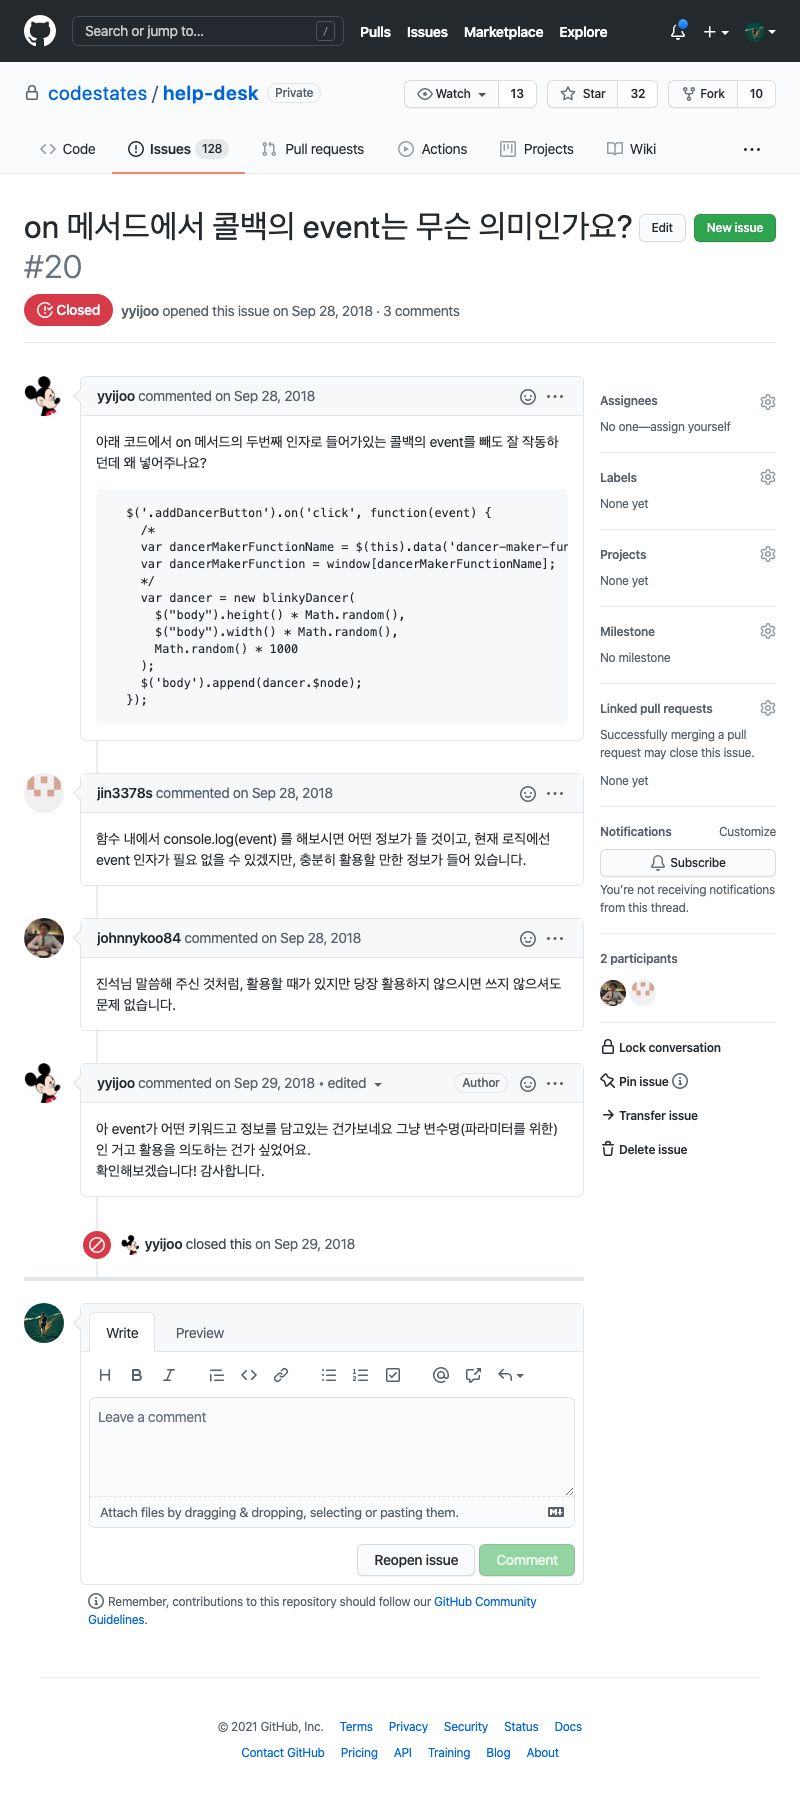 Search or jump to... /
Pulls Issues Marketplace Explore
codestates / help-desk Private
Watch 13 Star 32 Fork 10
Code Issues 128 Pull requests Actions Projects Wiki ...
on 메서드에서 콜백의 event는 무슨 의미인가요? #20
Edit New issue
Closed yyijoo opened this issue on Sep 28, 2018 · 3 comments
yyijoo commented on Sep 28, 2018
아래 코드에서 on 메서드의 두번째 인자로 들어가있는 콜백의 event를 빼도 잘 작동하
던데 왜 넣어주나요?
$('.addDancerButton').on('click', function(event) {
/*
var dancerMakerFunctionName = $(this).data('dancer-maker-fun
var dancerMakerFunction = window[dancerMakerFunctionName];
*/
var dancer = new blinkyDancer(
$("body").height() * Math.random(),
$("body").width() * Math.random(),
Math.random() * 1000
);
$('body').append(dancer.$node);
});
jin3378s commented on Sep 28, 2018
함수 내에서 console.log(event) 를 해보시면 어떤 정보가 뜰 것이고, 현재 로직에선
event 인자가 필요 없을 수 있겠지만, 충분히 활용할 만한 정보가 들어 있습니다.
johnnykoo84 commented on Sep 28, 2018
진석님 말씀해 주신 것처럼, 활용할 때가 있지만 당장 활용하지 않으시면 쓰지 않으셔도
문제 없습니다.
yyijoo commented on Sep 29, 2018 • edited Author
아 event가 어떤 키워드고 정보를 담고있는 건가보네요 그냥 변수명(파라미터를 위한)
인 거고 활용을 의도하는 건가 싶었어요.
확인해보겠습니다! 감사합니다.
yyijoo closed this on Sep 29, 2018
Assignees
No one—assign yourself
Labels
None yet
Projects
None yet
Milestone
No milestone
Linked pull requests
Successfully merging a pull
request may close this issue.
None yet
Notifications Customize
Subscribe
You're not receiving notifications
from this thread.
2 participants
Lock conversation
Pin issue
Transfer issue
Delete issue
Write Preview
Leave a comment
Attach files by dragging & dropping, selecting or pasting them.
Reopen issue Comment
Remember, contributions to this repository should follow our GitHub Community
Guidelines.
© 2021 GitHub, Inc. Terms Privacy Security Status Docs
Contact GitHub Pricing API Training Blog About